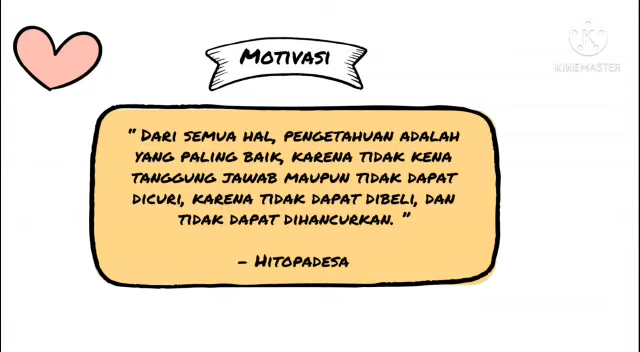 MOTIVASI
KINEMASTER
" DARI SEMUA HAL, PENGETAHUAN ADALAH
YANG PALING BAIK, KARENA TIDAK KENA
TANGGUNG JAWAB MAUPUN TIDAK DAPAT
DICURI, KARENA TIDAK DAPAT DIBELI, DAN
TIDAK DAPAT DIHANCURKAN. "
- HITOPADESA